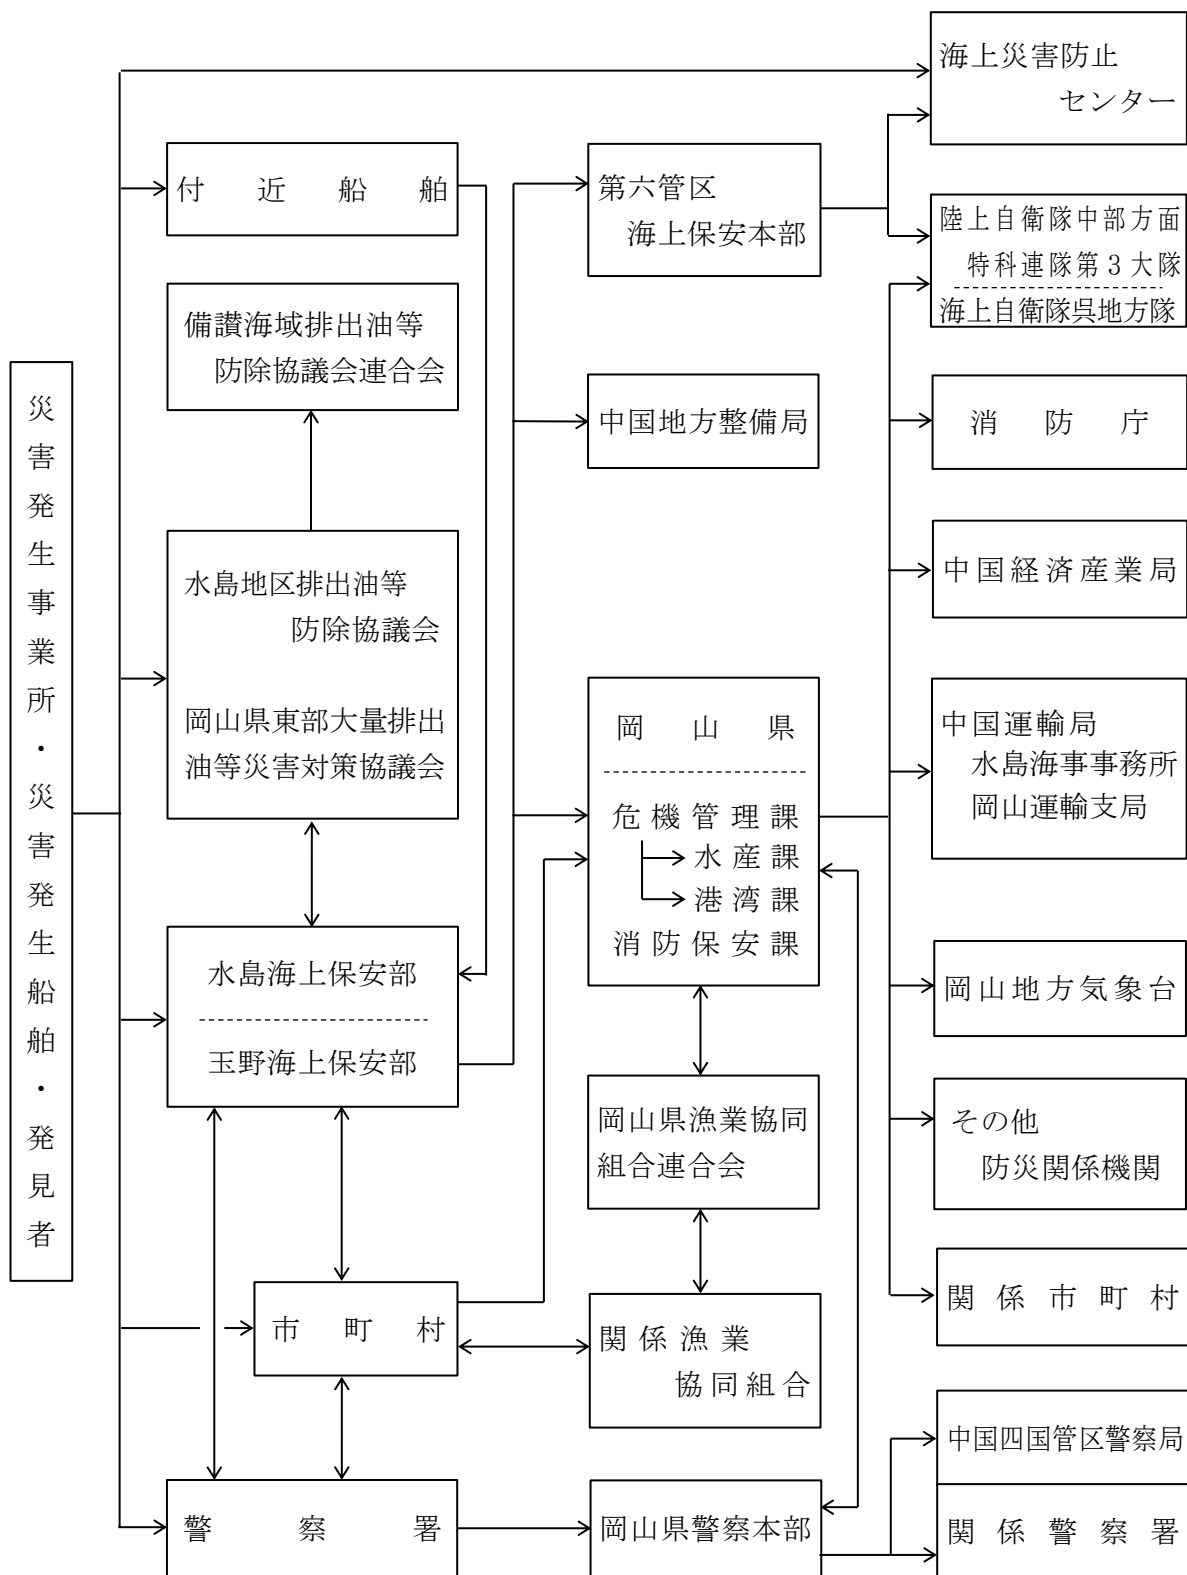 災害発生事業所・災害発生船舶・発見者
付近船舶
備讃海域排出油等
防除協議会連合会
水島地区排出油等
防除協議会
岡山県東部大量排出
油等災害対策協議会
水島海上保安部
玉野海上保安部
市町村
警察署
第六管区
海上保安本部
中国地方整備局
岡山県
危機管理課
水産課
港湾課
消防保安課
岡山県漁業協同
組合連合会
関係漁業
協同組合
岡山県警察本部
海上災害防止
センター
陸上自衛隊中部方面
特科連隊第3大隊
海上自衛隊呉地方隊
消防庁
中国経済産業局
中国運輸局
水島海事事務所
岡山運輸支局
岡山地方気象台
その他
防災関係機関
関係市町村
中国四国管区警察局
関係警察署